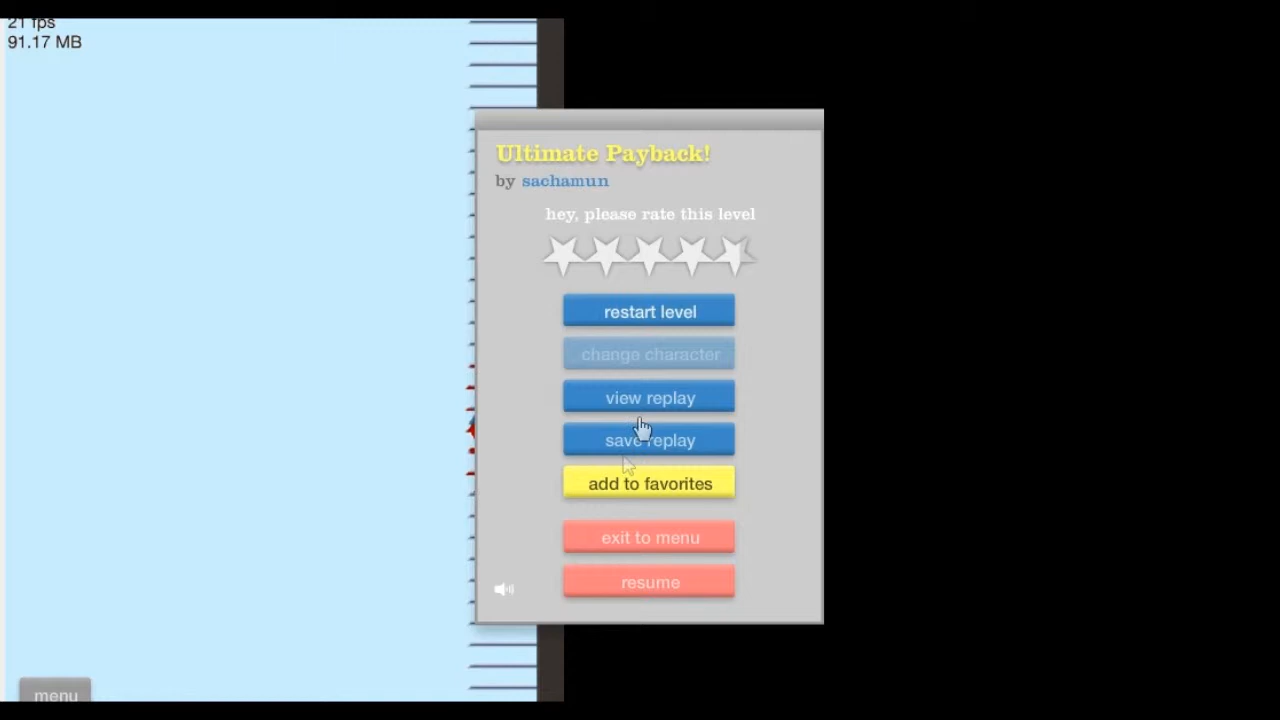 21 fps
91.17 MB
Ultimate Payback!
by sachamun
hey, please rate this level
restart level
change character
view replay
save replay
add to favorites
exit to menu
resume
menu